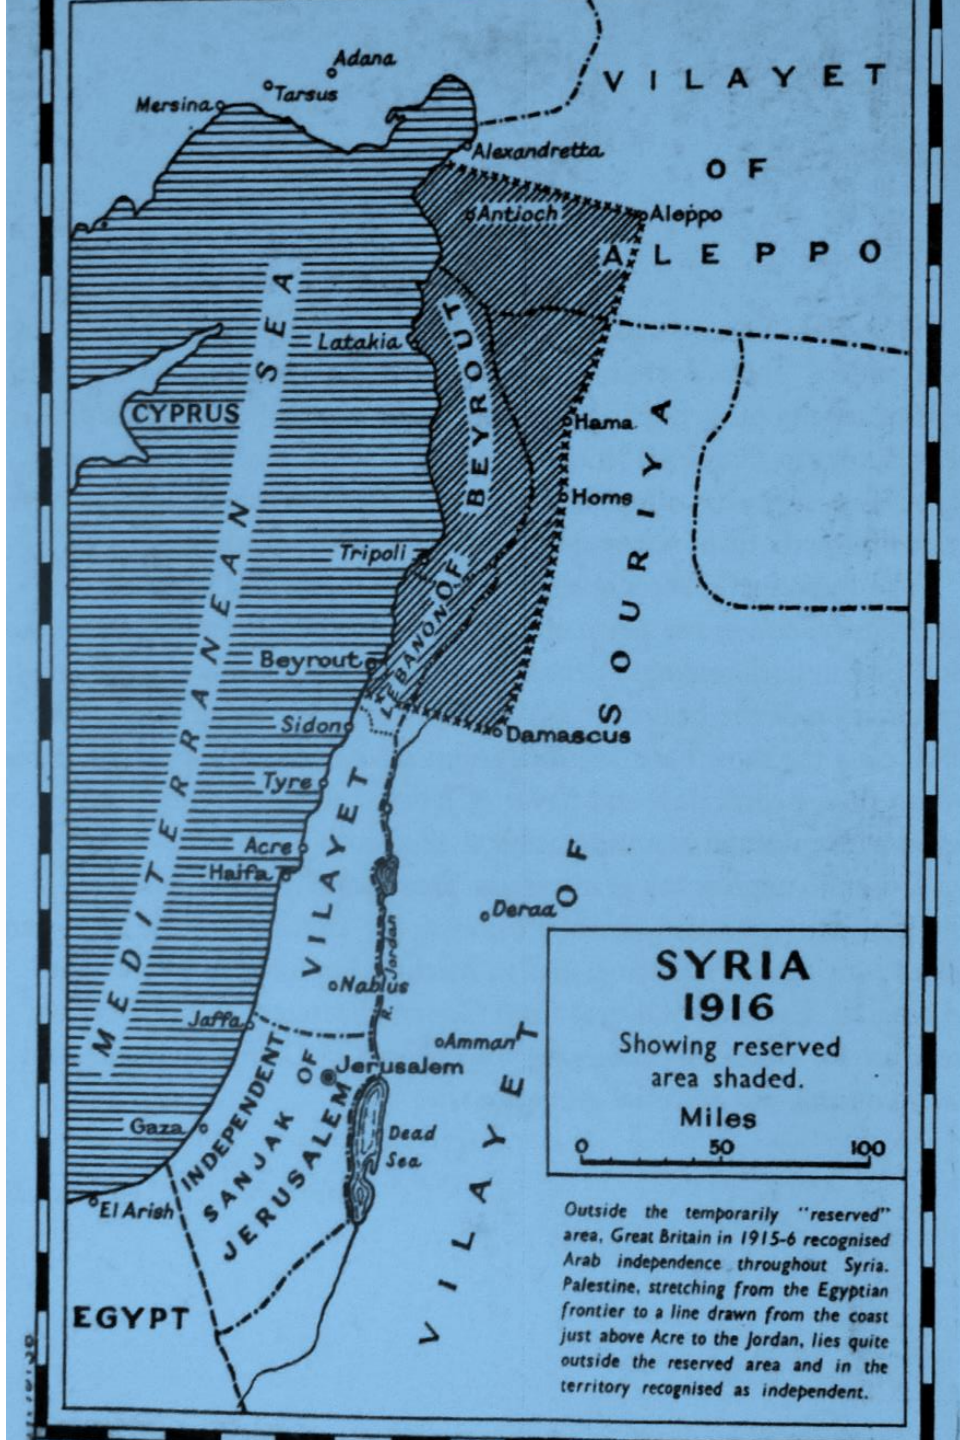 Adana
Tarsus
Mersina
VILAYET
OF
ALEPPO
Alexandretta
Antioch
Aleppo
MEDITERRANEAN SEA
Latakia
CYPRUS
BEYROUT
Hama
Homs
SOURIYA
Tripoli
OF
LEBANON
Beyrout
Sidon
Damascus
Tyre
VILAYET
Acre
Haifa
OF
Deraa
R. Jordan
Nablus
Jaffa
Amman
Jerusalem
INDEPENDENT
SANJAK OF
JERUSALEM
Gaza
Dead
Sea
VILAYET
El Arish
EGYPT
SYRIA
1916
Showing reserved
area shaded.
Miles
0 50 100
Outside the temporarily "reserved"
area, Great Britain in 1915-6 recognised
Arab independence throughout Syria.
Palestine, stretching from the Egyptian
frontier to a line drawn from the coast
just above Acre to the Jordan, lies quite
outside the reserved area and in the
territory recognised as independent.